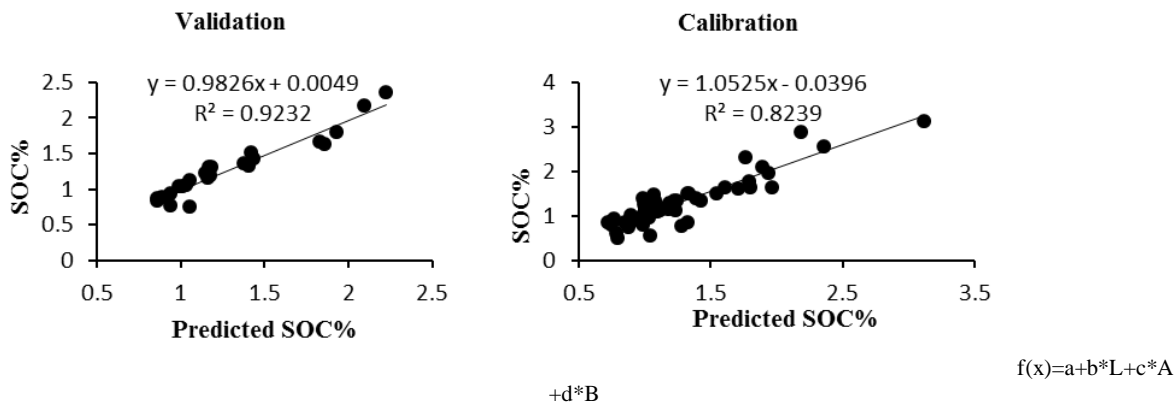 Validation
y = 0.9826x + 0.0049
R² = 0.9232
2.5
2
1.5
1
0.5
0
SOC%
0.5 1 1.5 2 2.5
Predicted SOC%
Calibration
y = 1.0525x - 0.0396
R² = 0.8239
4
3
2
1
0
SOC%
0.5 1.5 2.5 3.5
Predicted SOC%
f(x)=a+b*L+c*A
+d*B